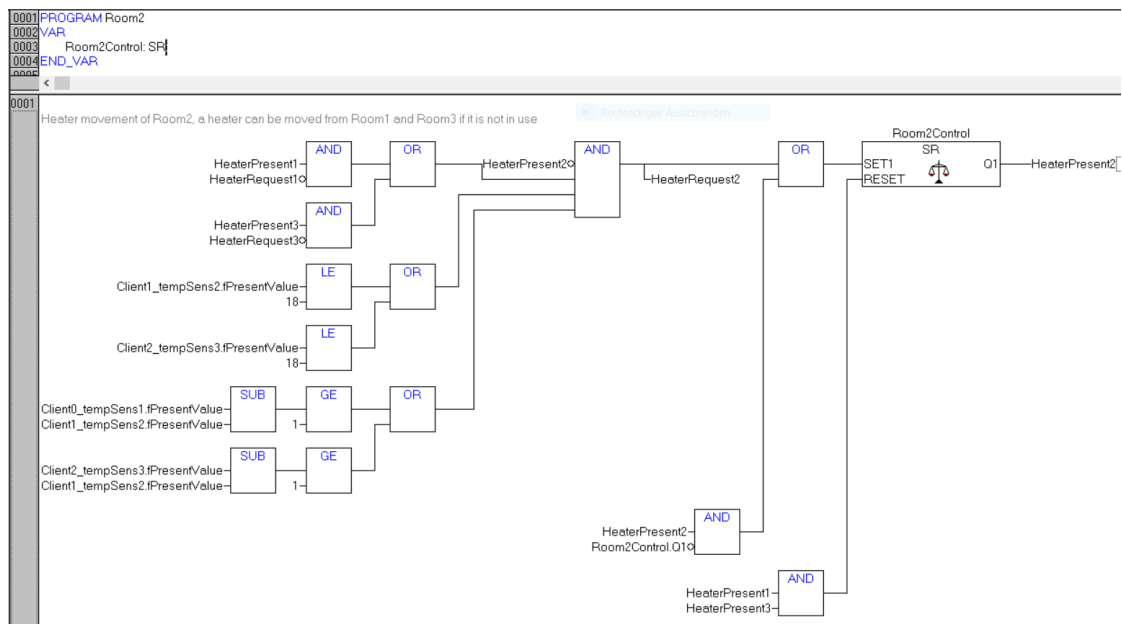 0001 PROGRAM Room2
0002 VAR
0003 Room2Control: SR;
0004 END_VAR
0005
<
0001
Rechteckiges Ausschneiden
Heater movement of Room2, a heater can be moved from Room1 and Room3 if it is not in use
Room2Control
AND OR AND OR SR
HeaterPresent1 HeaterPresent2 SET1 Q1 HeaterPresent2
HeaterRequest1 HeaterRequest2 RESET
AND
HeaterPresent3
HeaterRequest3
LE OR
Client1_tempSens2.fPresentValue
18
LE
Client2_tempSens3.fPresentValue
18
SUB GE OR
Client0_tempSens1.fPresentValue
Client1_tempSens2.fPresentValue 1
SUB GE
Client2_tempSens3.fPresentValue
Client1_tempSens2.fPresentValue 1
AND
HeaterPresent2
Room2Control.Q1
AND
HeaterPresent1
HeaterPresent3